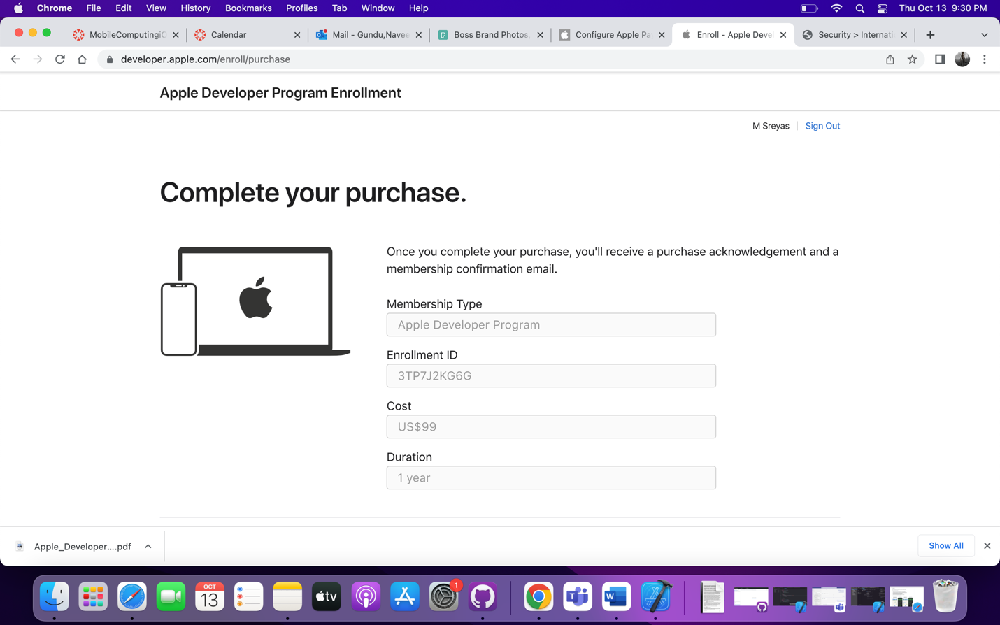 Chrome File Edit View History Bookmarks Profiles Tab Window Help Thu Oct 13 9:30 PM
MobileComputingiO Calendar Mail - Gundu,Navee Boss Brand Photos, Configure Apple Pa Enroll - Apple Devel Security > Internati
developer.apple.com/enroll/purchase
Apple Developer Program Enrollment
M Sreyas Sign Out
Complete your purchase.
Once you complete your purchase, you'll receive a purchase acknowledgement and a
membership confirmation email.
Membership Type
Apple Developer Program
Enrollment ID
3TP7J2KG6G
Cost
US$99
Duration
1 year
Apple_Developer....pdf Show All
OCT
13
tv
1
T
W